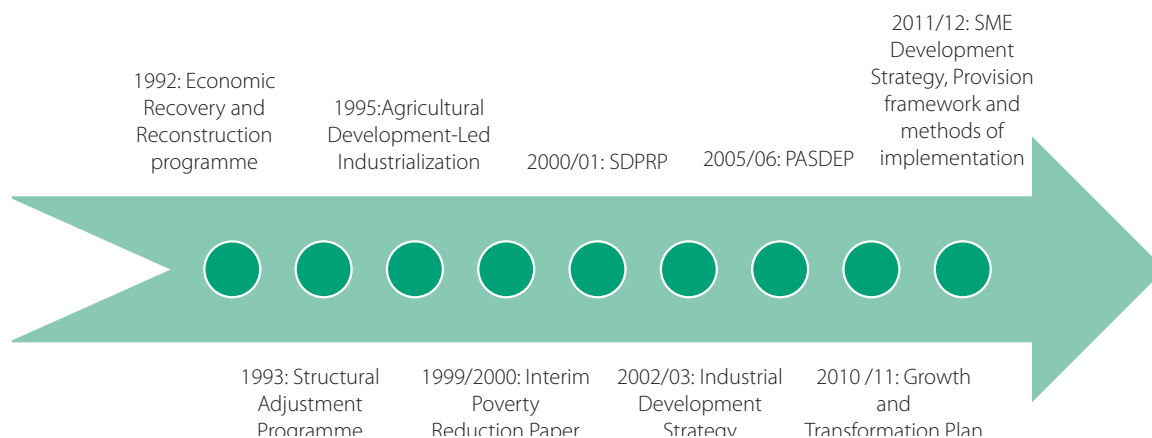 1992: Economic
Recovery and
Reconstruction
programme
1995:Agricultural
Development-Led
Industrialization
2000/01: SDPRP
2005/06: PASDEP
2011/12: SME
Development
Strategy, Provision
framework and
methods of
implementation
1993: Structural
Adjustment
Programme
1999/2000: Interim
Poverty
Reduction Paper
2002/03: Industrial
Development
Strategy
2010 /11: Growth
and
Transformation Plan